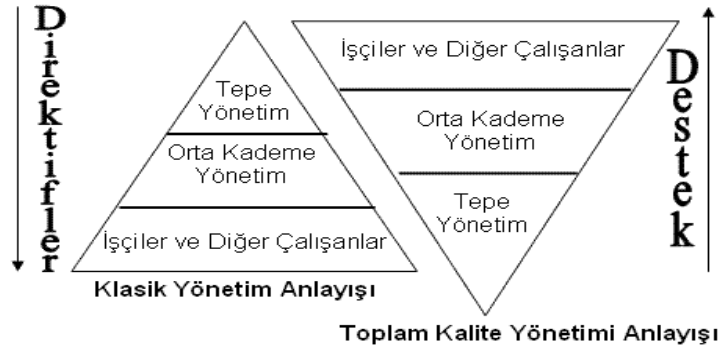 Direktifler
Tepe
Yönetim
Orta Kademe
Yönetim
İşçiler ve Diğer Çalışanlar
Klasik Yönetim Anlayışı
İşçiler ve Diğer Çalışanlar
Orta Kademe
Yönetim
Tepe
Yönetim
Destek
Toplam Kalite Yönetimi Anlayışı